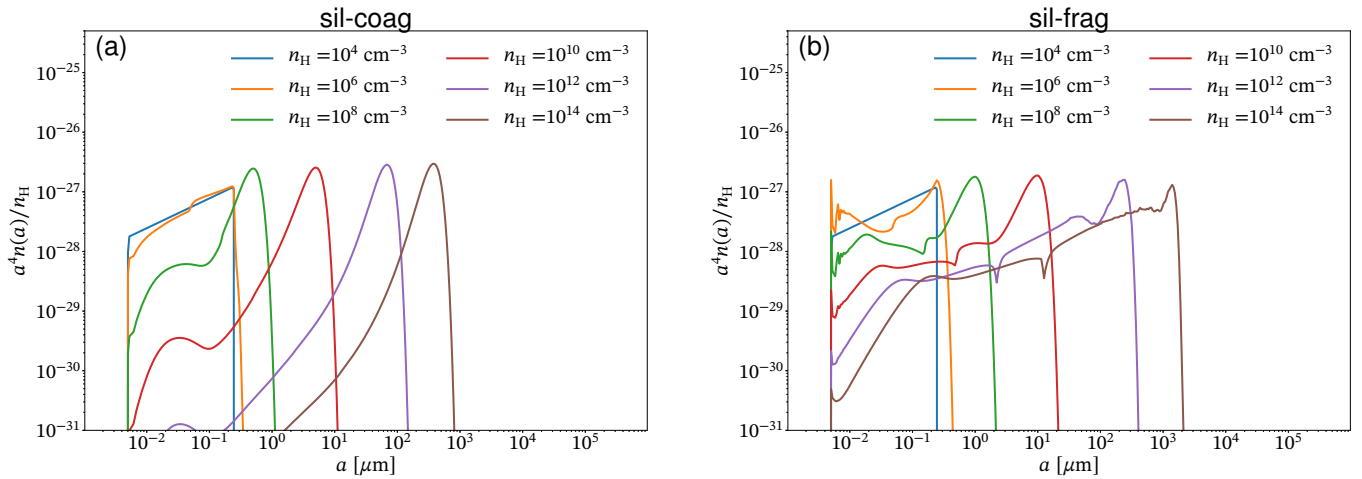 sil-coag
(a)
n_H =10^4 cm^−3
n_H =10^6 cm^−3
n_H =10^8 cm^−3
n_H =10^10 cm^−3
n_H =10^12 cm^−3
n_H =10^14 cm^−3
10^−25
10^−26
10^−27
10^−28
10^−29
10^−30
10^−31
a^4n(a)/n_H
10^−2
10^−1
10^0
10^1
10^2
10^3
10^4
10^5
a [μm]
sil-frag
(b)
n_H =10^4 cm^−3
n_H =10^6 cm^−3
n_H =10^8 cm^−3
n_H =10^10 cm^−3
n_H =10^12 cm^−3
n_H =10^14 cm^−3
10^−25
10^−26
10^−27
10^−28
10^−29
10^−30
10^−31
a^4n(a)/n_H
10^−2
10^−1
10^0
10^1
10^2
10^3
10^4
10^5
a [μm]